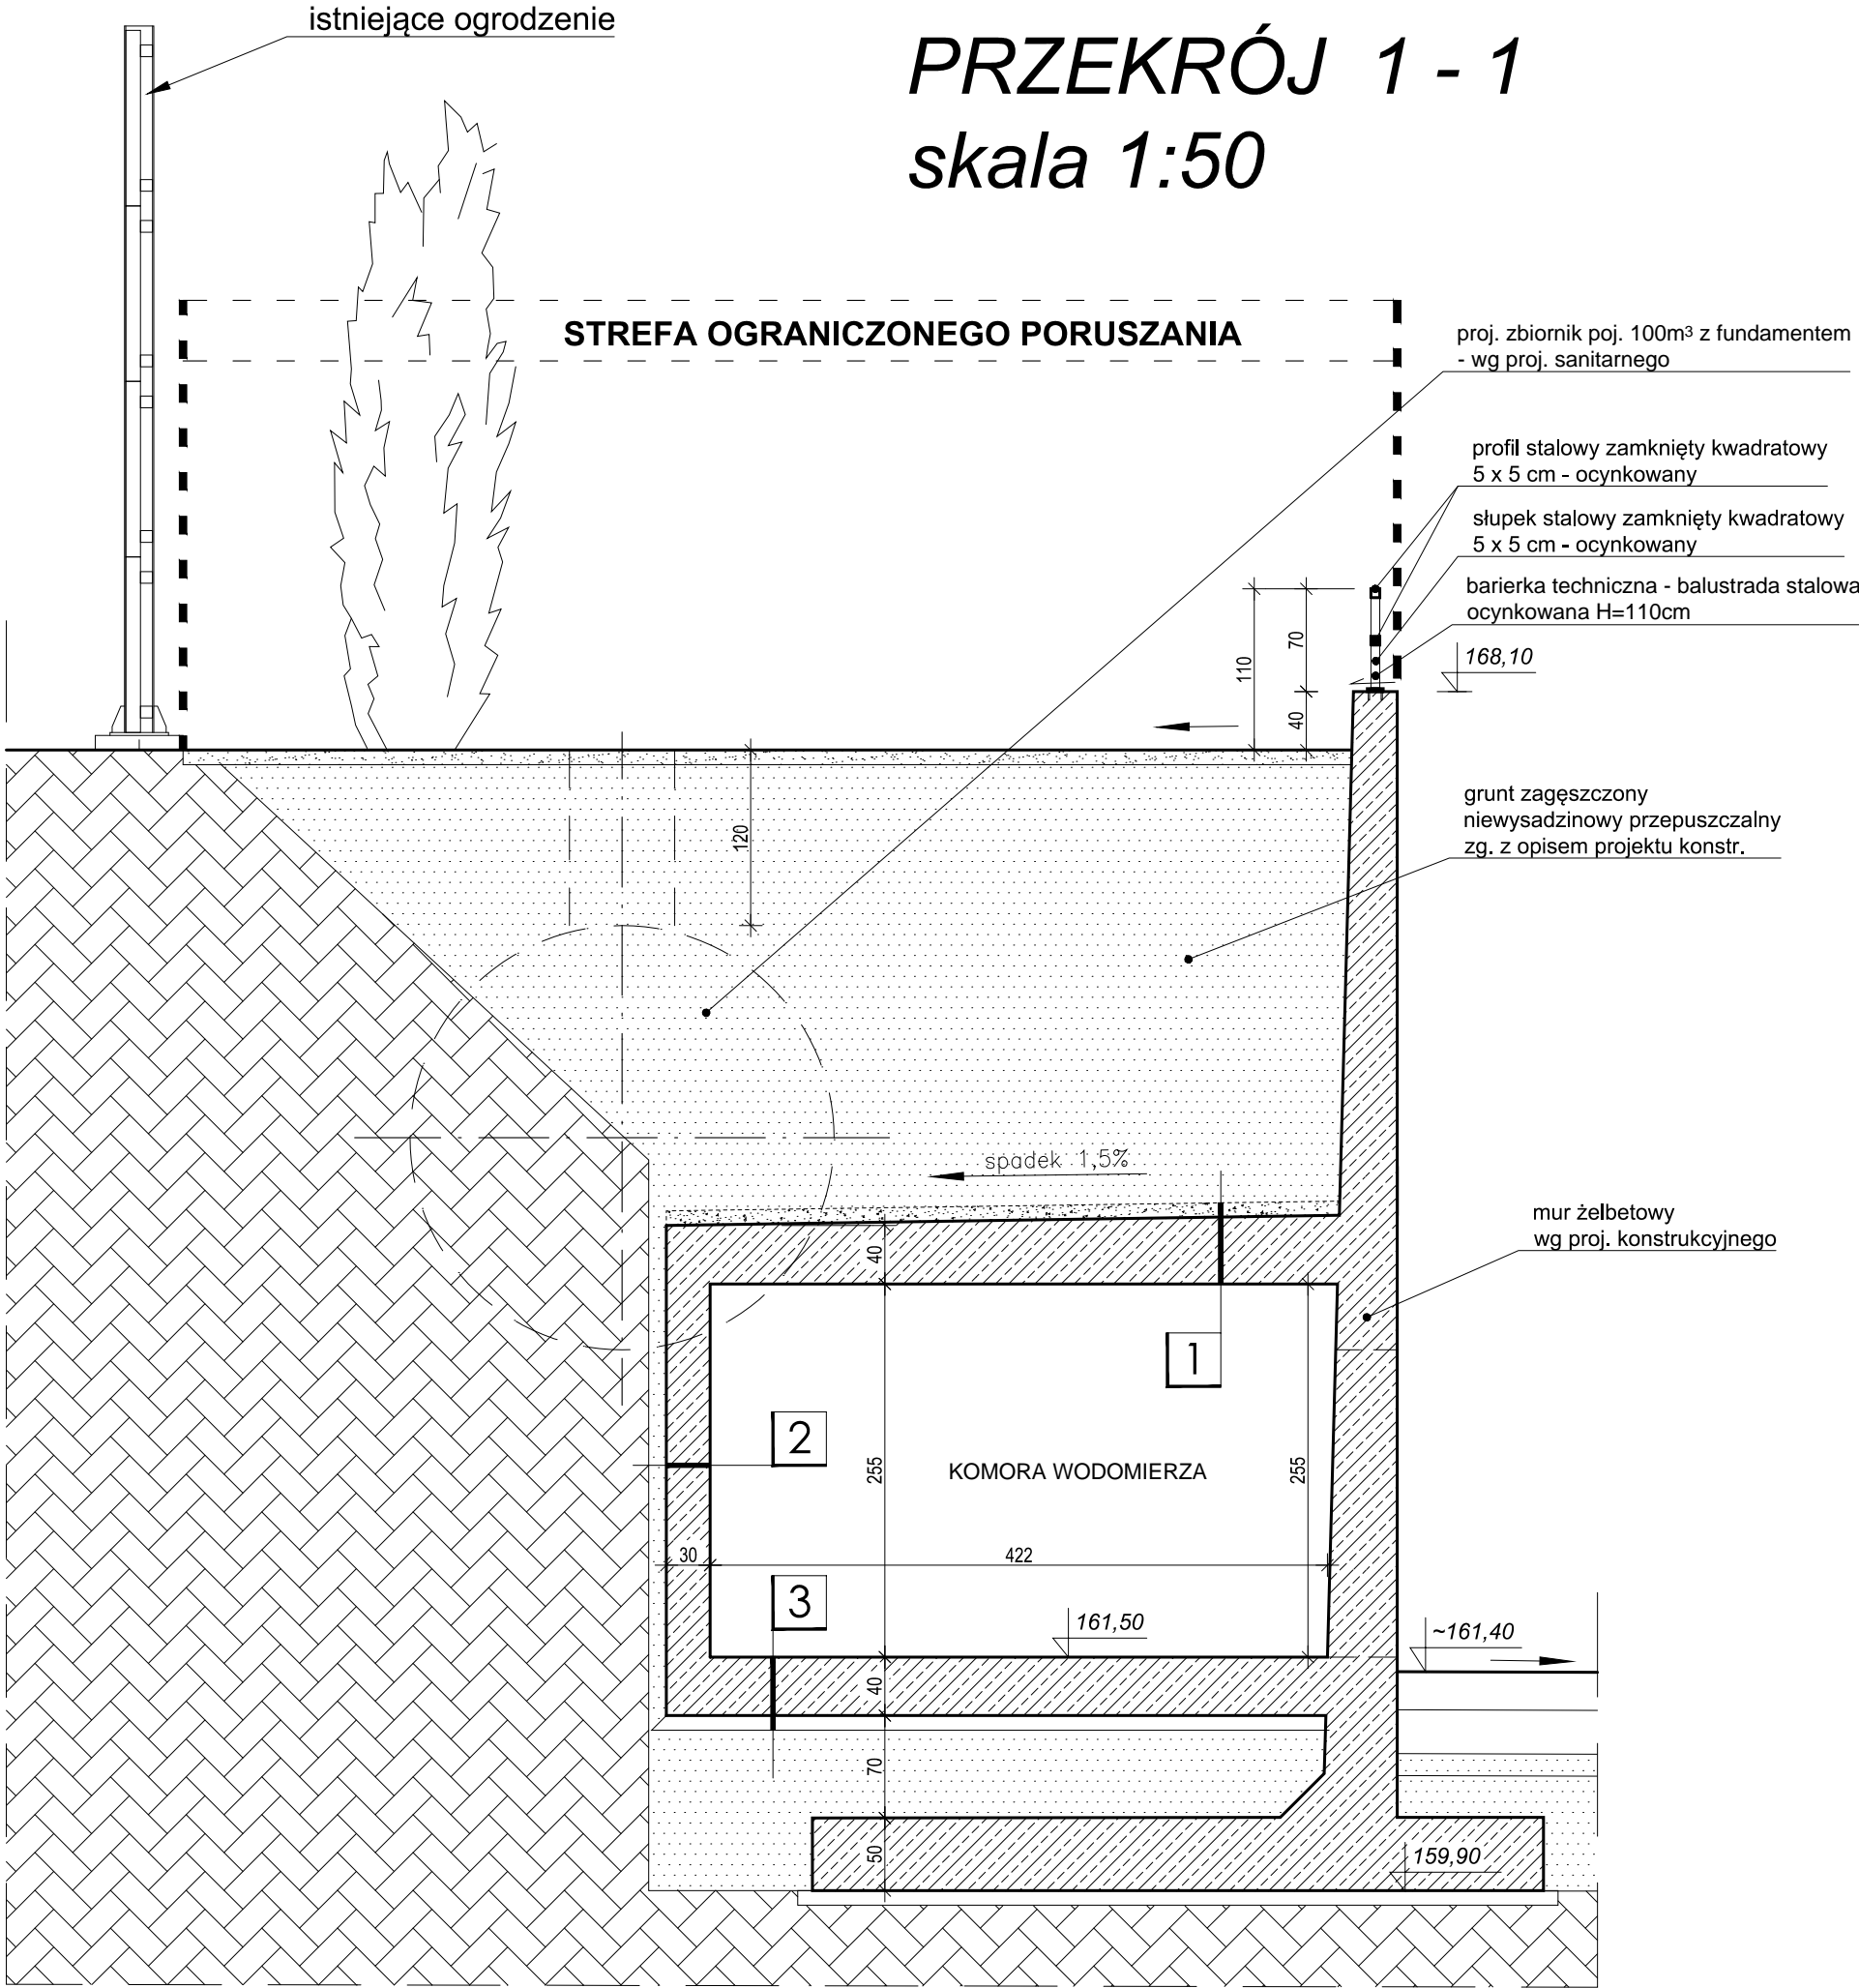 istniejące ogrodzenie
PRZEKRÓJ 1 - 1
skala 1:50
STREFA OGRANICZONEGO PORUSZANIA
proj. zbiornik poj. 100m³ z fundamentem
- wg proj. sanitarnego
profil stalowy zamknięty kwadratowy
5 x 5 cm - ocynkowany
słupek stalowy zamknięty kwadratowy
5 x 5 cm - ocynkowany
barierka techniczna - balustrada stalowa
ocynkowana H=110cm
110
70
40
168,10
120
grunt zagęszczony
niewysadzinowy przepuszczalny
zg. z opisem projektu konstr.
spadek 1,5%
mur żelbetowy
wg proj. konstrukcyjnego
40
1
2
255
KOMORA WODOMIERZA
255
30
422
3
161,50
~161,40
40
70
50
159,90